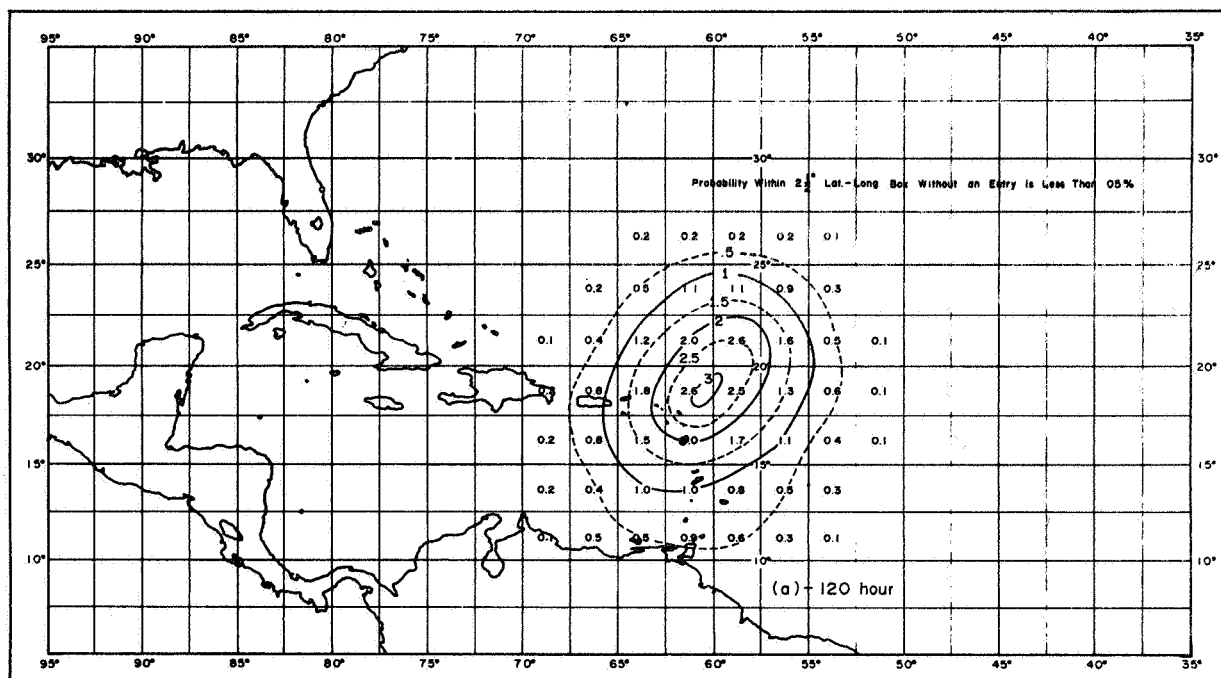 95° 90° 85° 80° 75° 70° 65° 60° 55° 50° 45° 40° 35°
30° 30° 30°
Probability Within 2½° Lat.-Long Box Without an Entry is Less Than .05%
0.2 0.2 0.2 0.2 0.1
.5
25° 25° 25°
1
0.2 0.5 1.1 1.1 0.9 0.3
.5
2
0.1 0.4 1.2 2.0 2.6 1.6 0.5 0.1
2.5
20° 20° 20°
3
0.8 1.8 2.6 2.5 1.3 0.6 0.1
0.2 0.8 1.5 1.7 1.1 0.4 0.1
15° 15° 15°
0.2 0.4 1.0 1.0 0.8 0.5 0.3
0.1 0.5 0.5 0.9 0.6 0.3 0.1
10° 10° 10°
(a) - 120 hour
95° 90° 85° 80° 75° 70° 65° 60° 55° 50° 45° 40° 35°